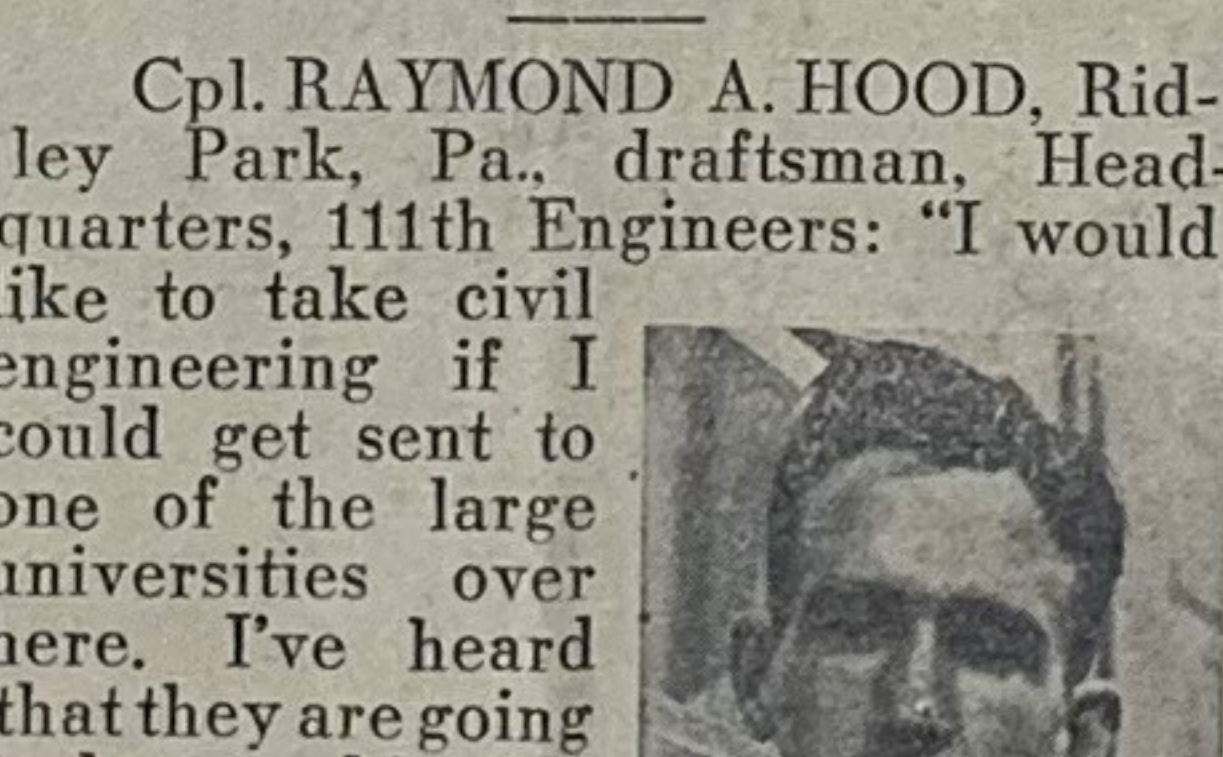 Cpl. RAYMOND A. HOOD, Rid-
ley Park, Pa., draftsman, Head-
quarters, 111th Engineers: “I would
like to take civil
engineering if I
could get sent to
one of the large
universities over
here. I’ve heard
that they are going